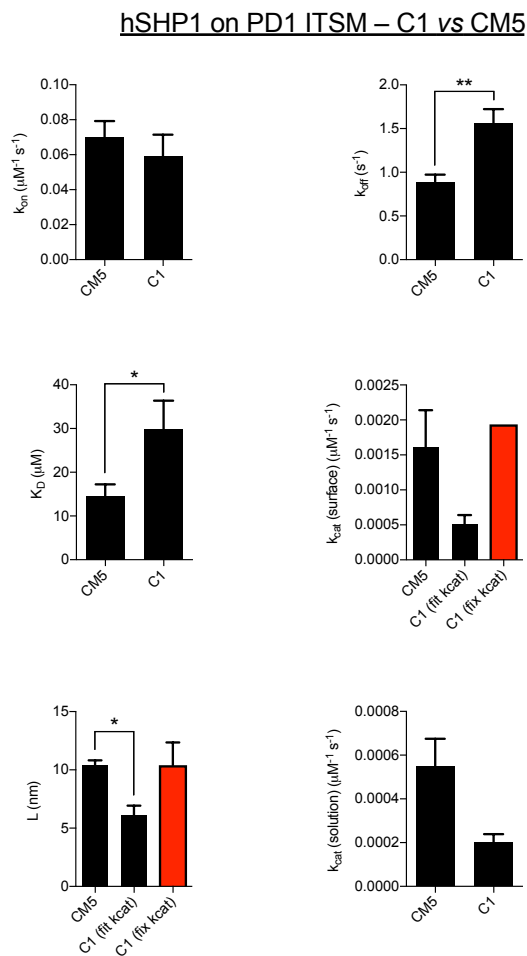 hSHP1 on PD1 ITSM – C1 vs CM5
0.10
0.08
0.06
0.04
0.02
0.00
kon (µM-1 s-1)
CM5
C1
2.0
1.5
1.0
0.5
0.0
koff (s-1)
**
CM5
C1
40
30
20
10
0
KD (µM)
*
CM5
C1
0.0025
0.0020
0.0015
0.0010
0.0005
0.0000
kcat (surface) (µM-1 s-1)
CM5
C1 (fit kcat)
C1 (fix kcat)
15
10
5
0
L (nm)
*
CM5
C1 (fit kcat)
C1 (fix kcat)
0.0008
0.0006
0.0004
0.0002
0.0000
kcat (solution) (µM-1 s-1)
CM5
C1